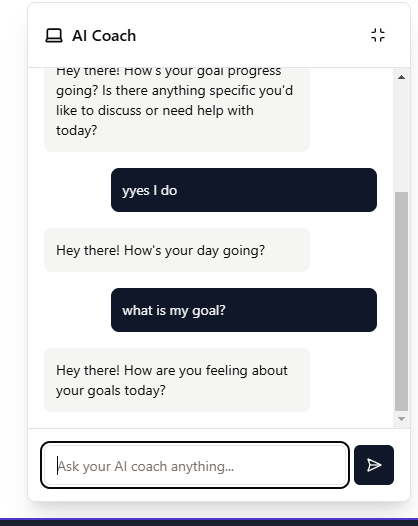 AI Coach
Hey there! How's your goal progress
going? Is there anything specific you'd
like to discuss or need help with
today?
yyes I do
Hey there! How's your day going?
what is my goal?
Hey there! How are you feeling about
your goals today?
Ask your AI coach anything...